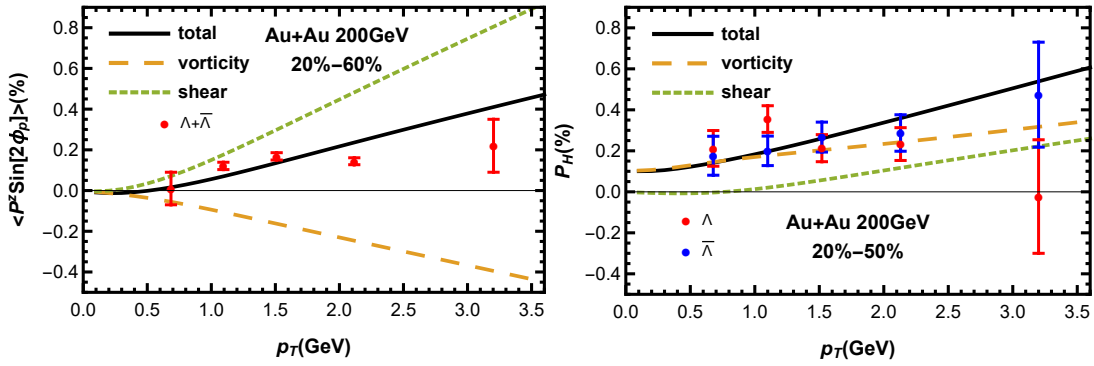 0.8
0.6
0.4
0.2
0.0
−0.2
−0.4
<P^z Sin[2ϕ_p]>(%)
total
vorticity
shear
Λ+Λ̅
Au+Au 200GeV
20%−60%
0.0 0.5 1.0 1.5 2.0 2.5 3.0 3.5
p_T(GeV)
0.8
0.6
0.4
0.2
0.0
−0.2
−0.4
P_H(%)
total
vorticity
shear
Λ
Λ̅
Au+Au 200GeV
20%−50%
0.0 0.5 1.0 1.5 2.0 2.5 3.0 3.5
p_T(GeV)